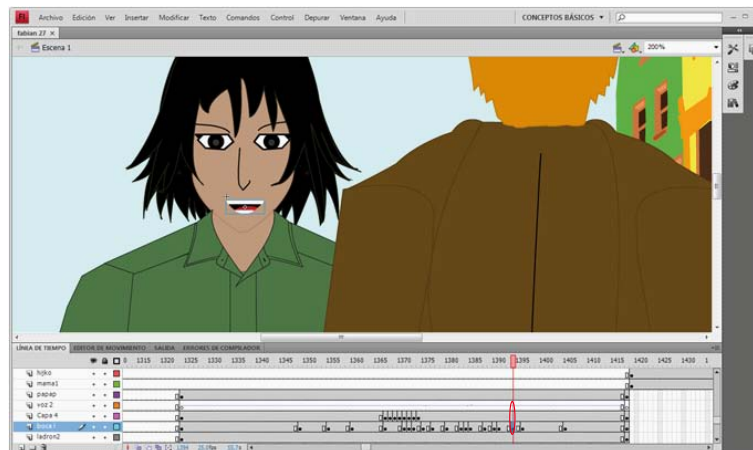 FL Archivo Edición Ver Insertar Modificar Texto Comandos Control Depurar Ventana Ayuda CONCEPTOS BÁSICOS
fabian 27
Escena 1 200%
LÍNEA DE TIEMPO EDITOR DE MOVIMIENTO SALIDA ERRORES DE COMPILADOR
1315 1320 1325 1330 1335 1340 1345 1350 1355 1360 1365 1370 1375 1380 1385 1390 1395 1400 1405 1410 1415 1420 1425 1430 1
hijko
mama1
papap
voz 2
Capa 4
boca l
ladron2